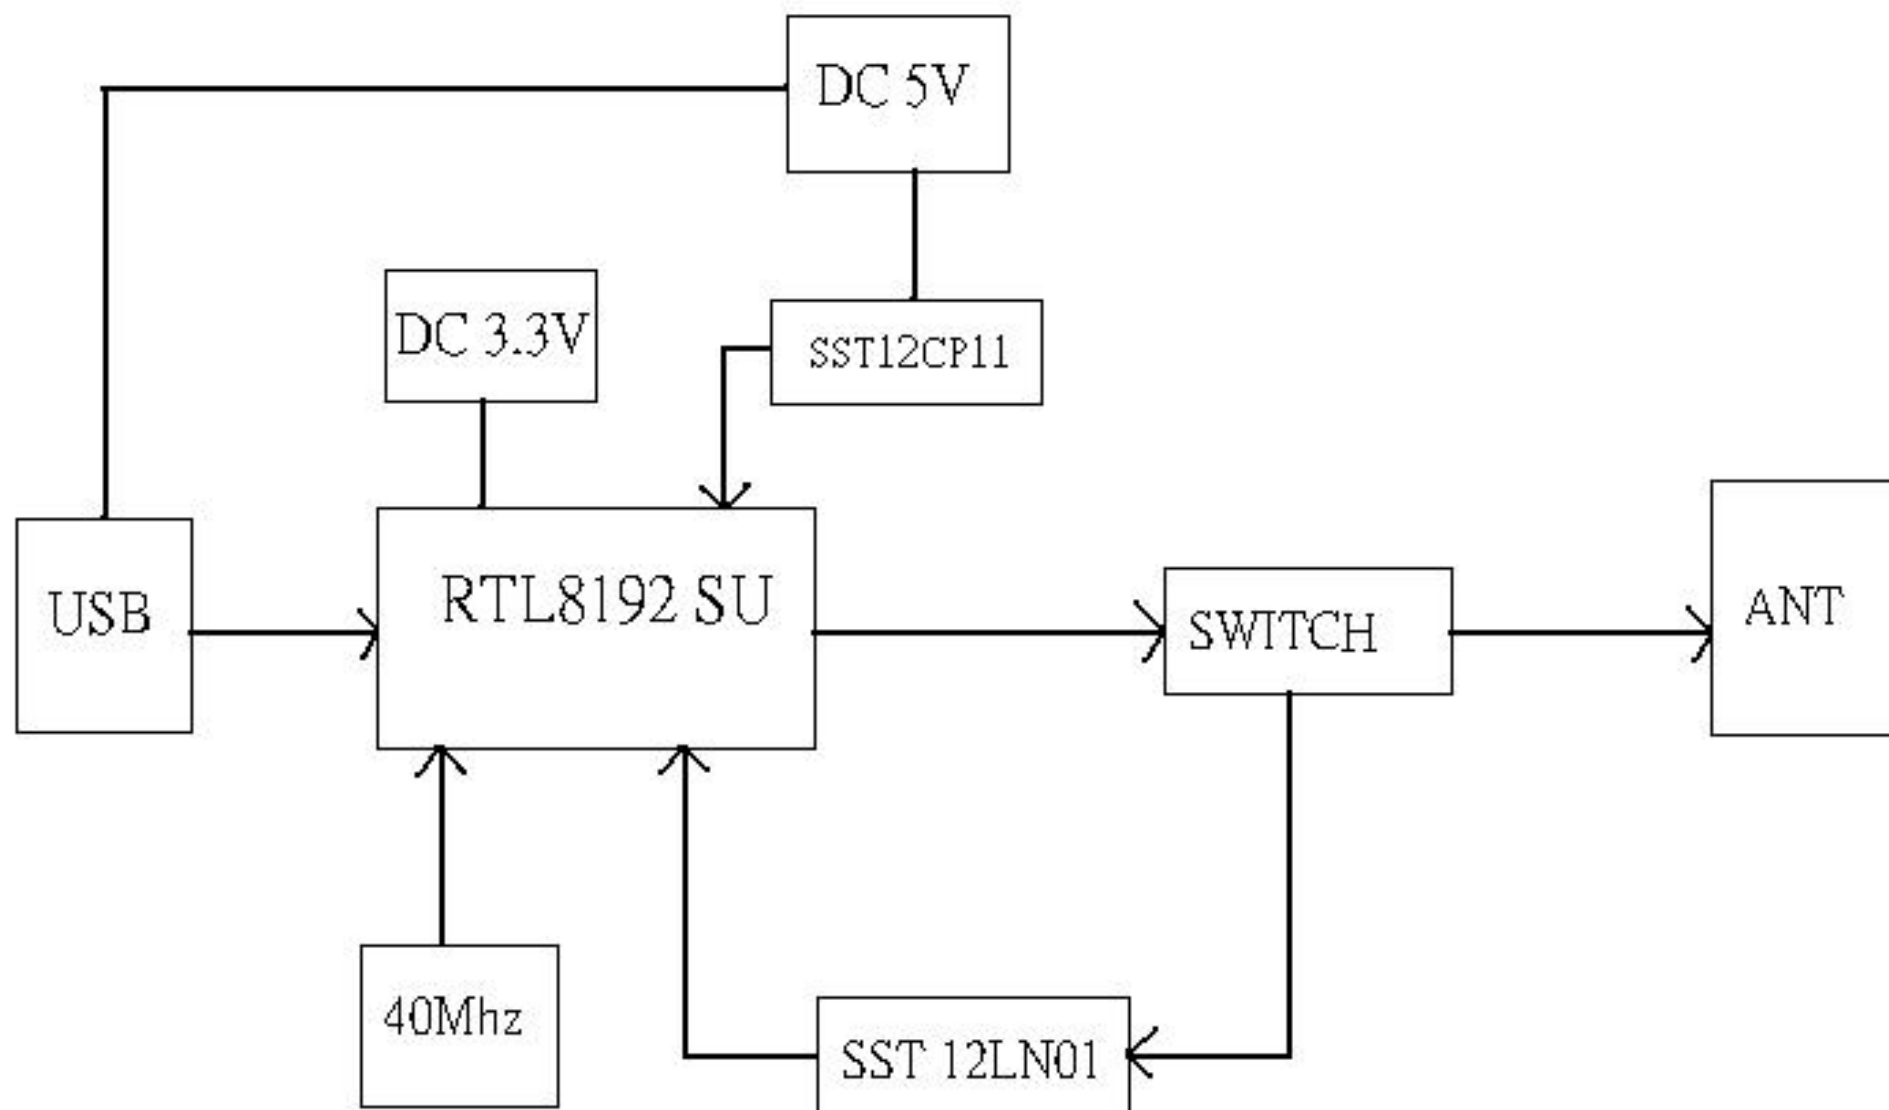 DC 5V
DC 3.3V
SST12CP11
USB
RTL8192 SU
SWITCH
ANT
40Mhz
SST 12LN01